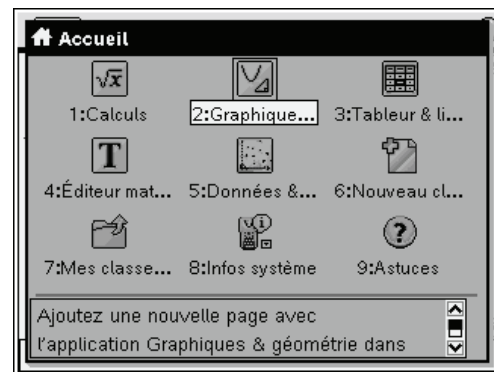 Accueil
1:Calculs
2:Graphique...
3:Tableur & li...
4:Éditeur mat...
5:Données &...
6:Nouveau cl...
7:Mes classe...
8:Infos système
9:Astuces
Ajoutez une nouvelle page avec
l'application Graphiques & géométrie dans